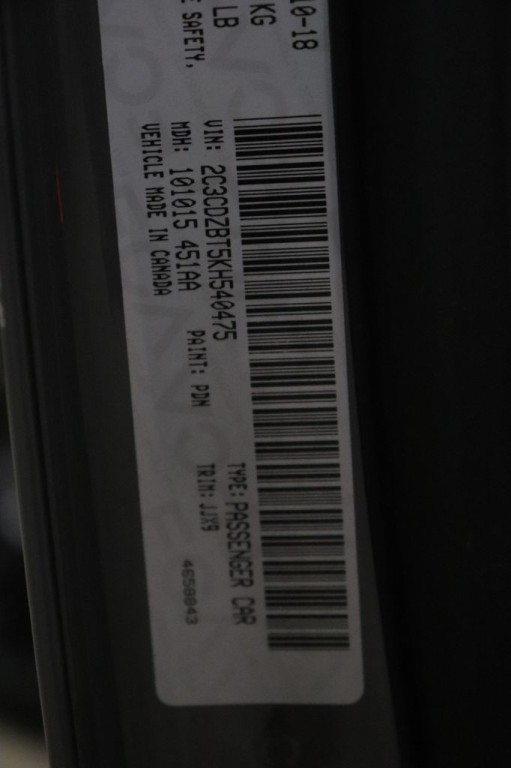 10-18
KG
LB
E SAFETY,
VIN: 2C3CDZBT5KH540475 TYPE: PASSENGER CAR
MDH: 101015 451AA PAINT: PDN TRIM: JJX9
VEHICLE MADE IN CANADA 4658843